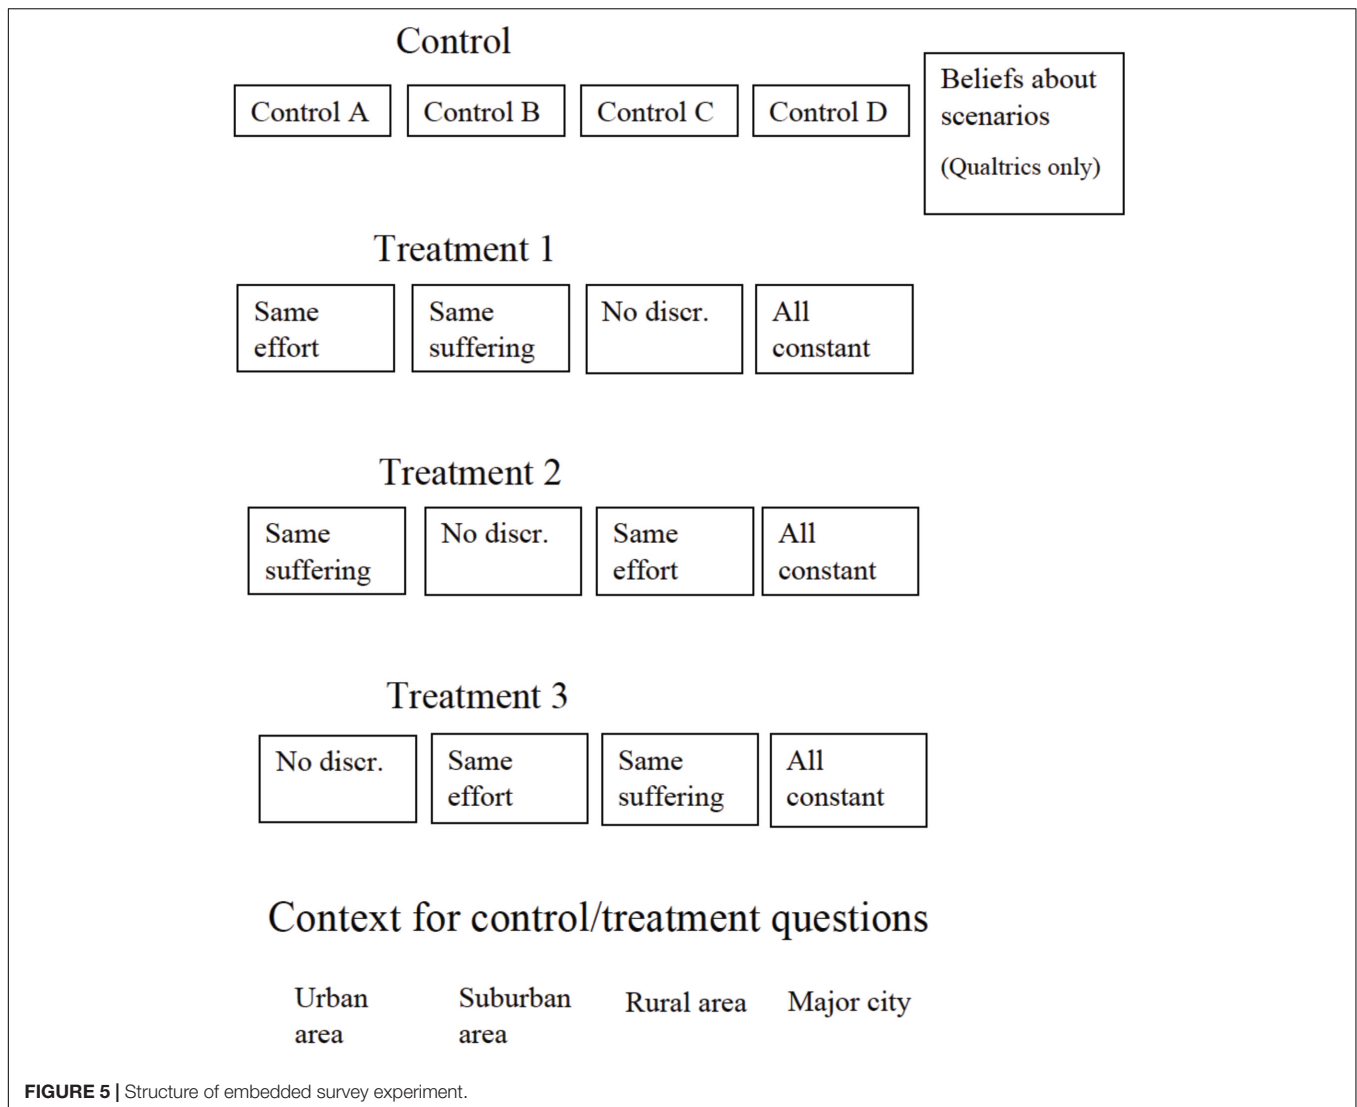 Control
Control A
Control B
Control C
Control D
Beliefs about
scenarios
(Qualtrics only)
Treatment 1
Same
effort
Same
suffering
No discr.
All
constant
Treatment 2
Same
suffering
No discr.
Same
effort
All
constant
Treatment 3
No discr.
Same
effort
Same
suffering
All
constant
Context for control/treatment questions
Urban
area
Suburban
area
Rural area
Major city
FIGURE 5 | Structure of embedded survey experiment.